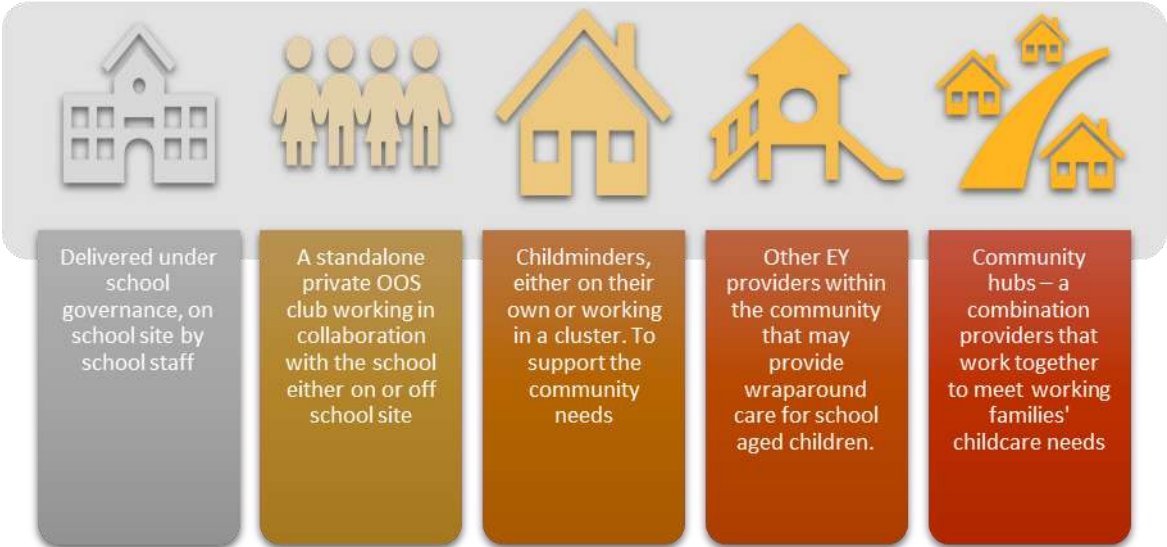 Delivered under
school
governance, on
school site by
school staff
A standalone
private OOS
club working in
collaboration
with the school
either on or off
school site
Childminders,
either on their
own or working
in a cluster. To
support the
community
needs
Other EY
providers within
the community
that may
provide
wraparound
care for school
aged children.
Community
hubs – a
combination
providers that
work together
to meet working
families'
childcare needs